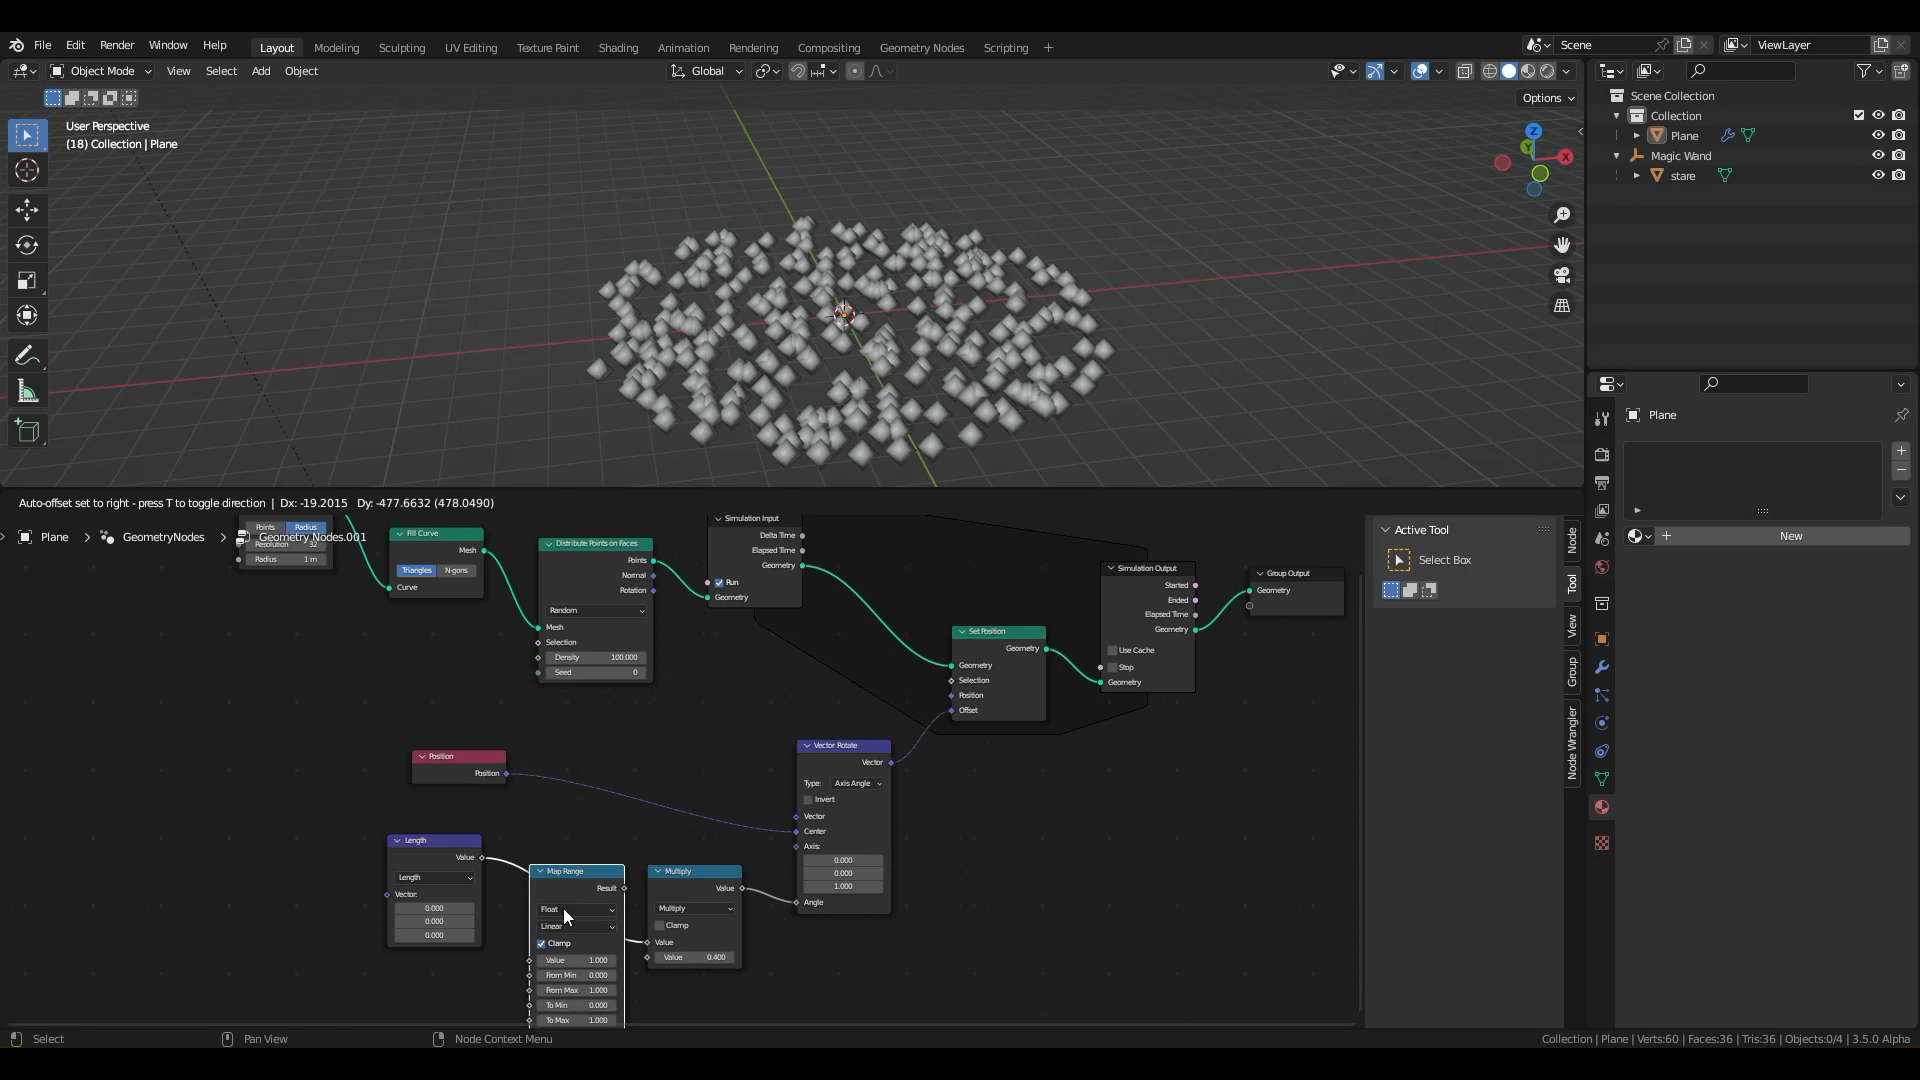 File Edit Render Window Help
Layout Modeling Sculpting UV Editing Texture Paint Shading Animation Rendering Compositing Geometry Nodes Scripting +
Scene
ViewLayer
Object Mode View Select Add Object
Global
Options
User Perspective
(18) Collection | Plane
Z
Y
X
Scene Collection
Collection
Plane
Magic Wand
stare
Plane
+
−
+ New
Auto-offset set to right - press T to toggle direction | Dx: -19.2015 Dy: -477.6632 (478.0490)
Plane > GeometryNodes > Geometry Nodes.001
Points Radius
Resolution 32
Radius 1 m
Fill Curve
Mesh
Triangles N-gons
Curve
Distribute Points on Faces
Points
Normal
Rotation
Random
Mesh
Selection
Density 100.000
Seed 0
Simulation Input
Delta Time
Elapsed Time
Geometry
Run
Geometry
Set Position
Geometry
Geometry
Selection
Position
Offset
Simulation Output
Started
Ended
Elapsed Time
Geometry
Use Cache
Stop
Geometry
Group Output
Geometry
Position
Position
Vector Rotate
Vector
Type: Axis Angle
Invert
Vector
Center
Axis:
0.000
0.000
1.000
Angle
Length
Value
Length
Vector:
0.000
0.000
0.000
Map Range
Result
Float
Linear
Clamp
Value 1.000
From Min 0.000
From Max 1.000
To Min 0.000
To Max 1.000
Multiply
Value
Multiply
Clamp
Value
Value 0.400
Active Tool
Select Box
Node
Tool
View
Group
Node Wrangler
Select
Pan View
Node Context Menu
Collection | Plane | Verts:60 | Faces:36 | Tris:36 | Objects:0/4 | 3.5.0 Alpha